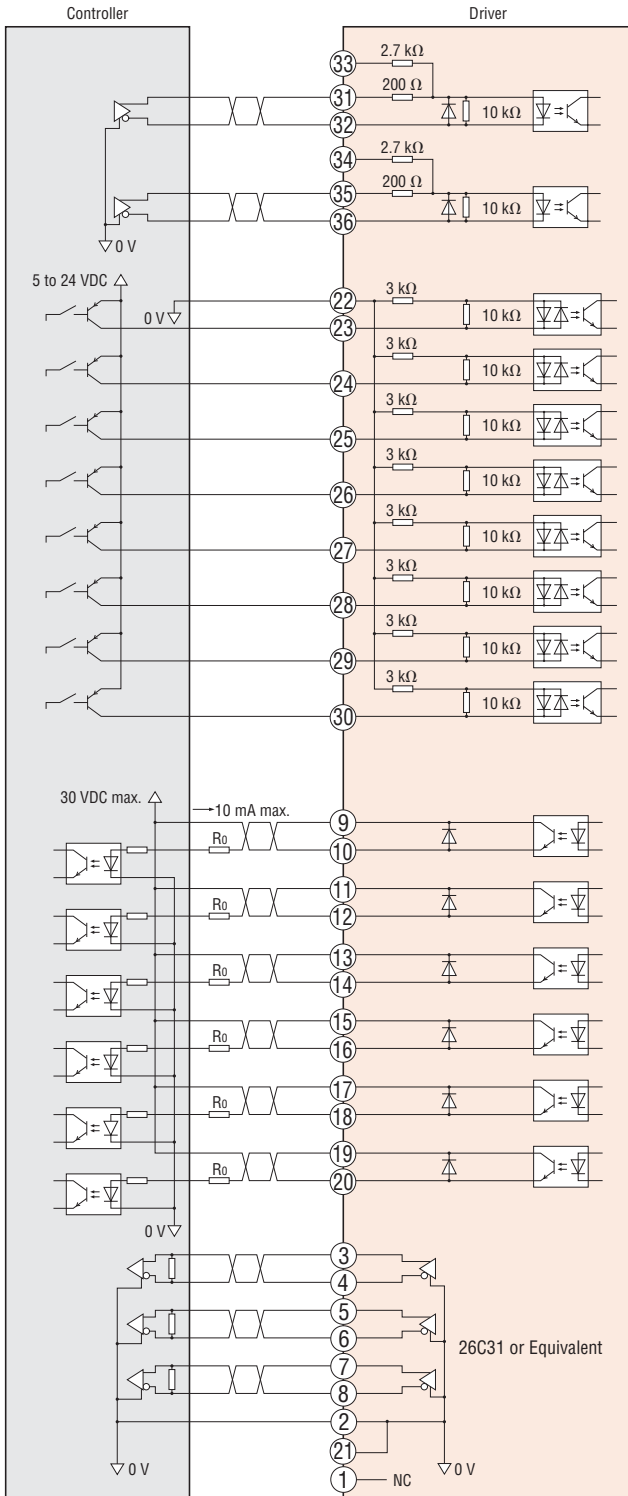 Controller Driver
33 2.7 kΩ
31 200 Ω
32 10 kΩ
34 2.7 kΩ
35 200 Ω
36 10 kΩ
0 V
5 to 24 VDC
0 V 22 3 kΩ
23 10 kΩ
3 kΩ
24 10 kΩ
3 kΩ
25 10 kΩ
3 kΩ
26 10 kΩ
3 kΩ
27 10 kΩ
3 kΩ
28 10 kΩ
3 kΩ
29 10 kΩ
3 kΩ
30 10 kΩ
30 VDC max.
10 mA max.
9
R0 10
11
R0 12
13
R0 14
15
R0 16
17
R0 18
19
R0 20
0 V
3
4
5
6
26C31 or Equivalent
7
8
2
21
0 V 0 V
1 NC